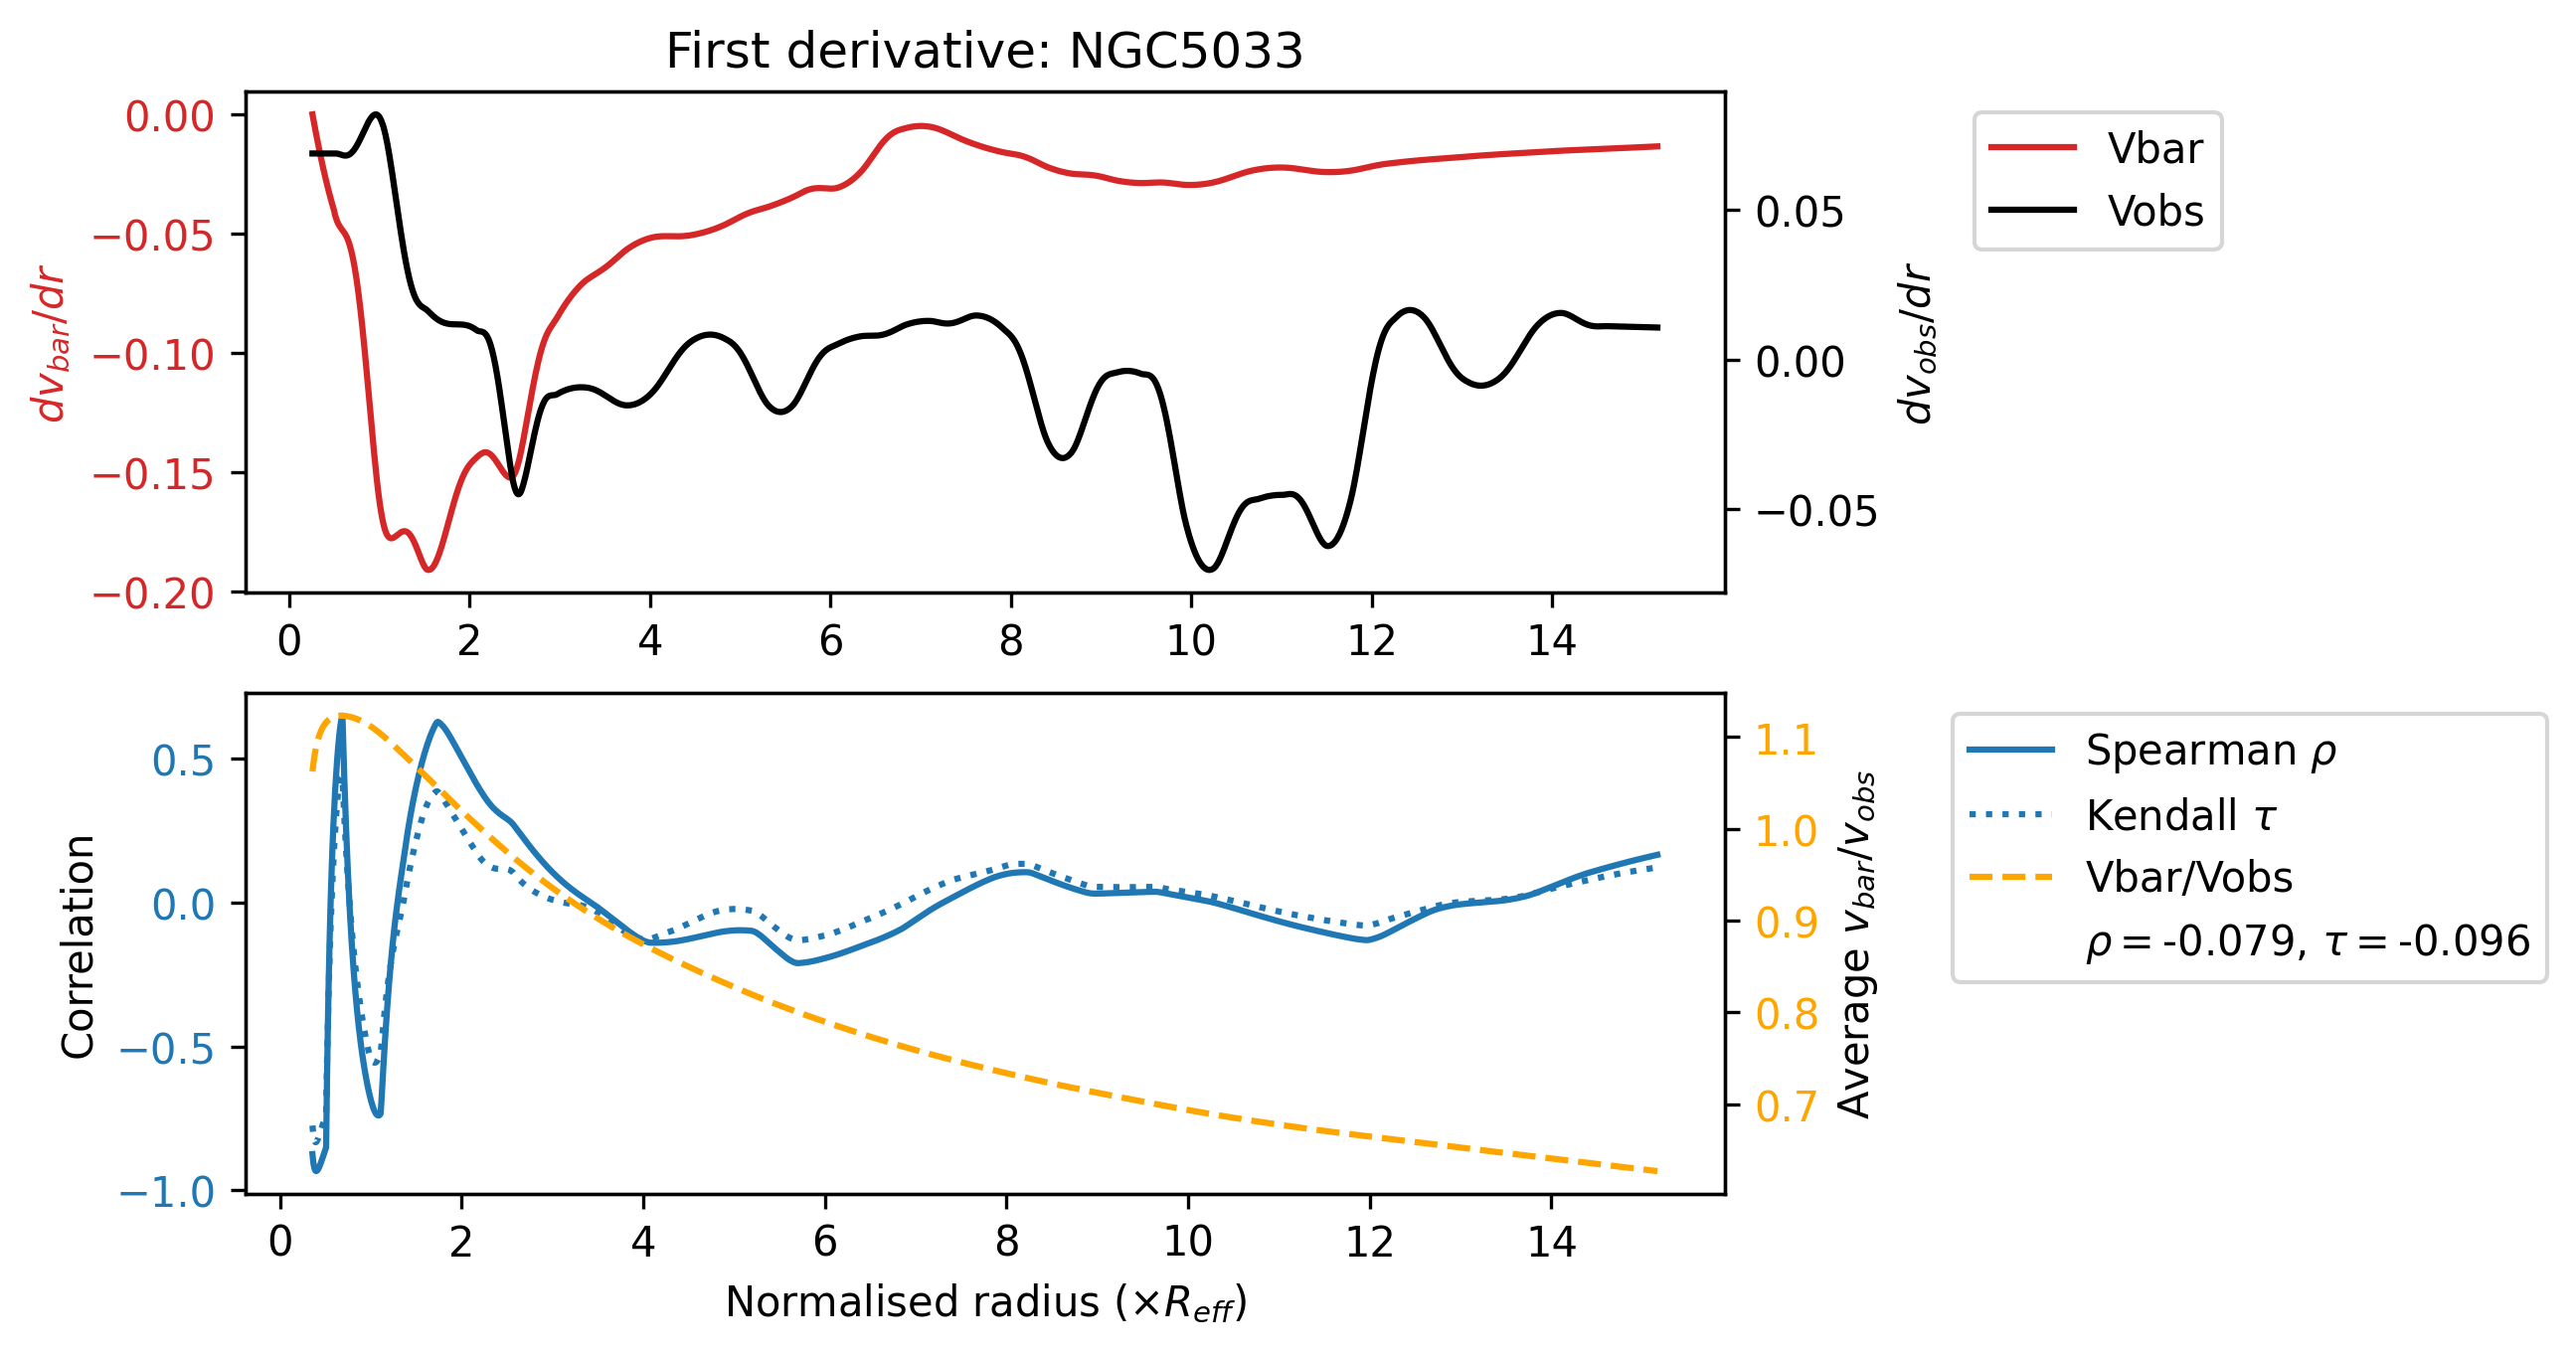 First derivative: NGC5033
0.00
−0.05
−0.10
−0.15
−0.20
dv_bar/dr
0.05
0.00
−0.05
dv_obs/dr
0 2 4 6 8 10 12 14
Vbar
Vobs
0.5
0.0
−0.5
−1.0
Correlation
1.1
1.0
0.9
0.8
0.7
Average v_bar/v_obs
0 2 4 6 8 10 12 14
Normalised radius (×R_eff)
Spearman ρ
Kendall τ
Vbar/Vobs
ρ = -0.079, τ = -0.096